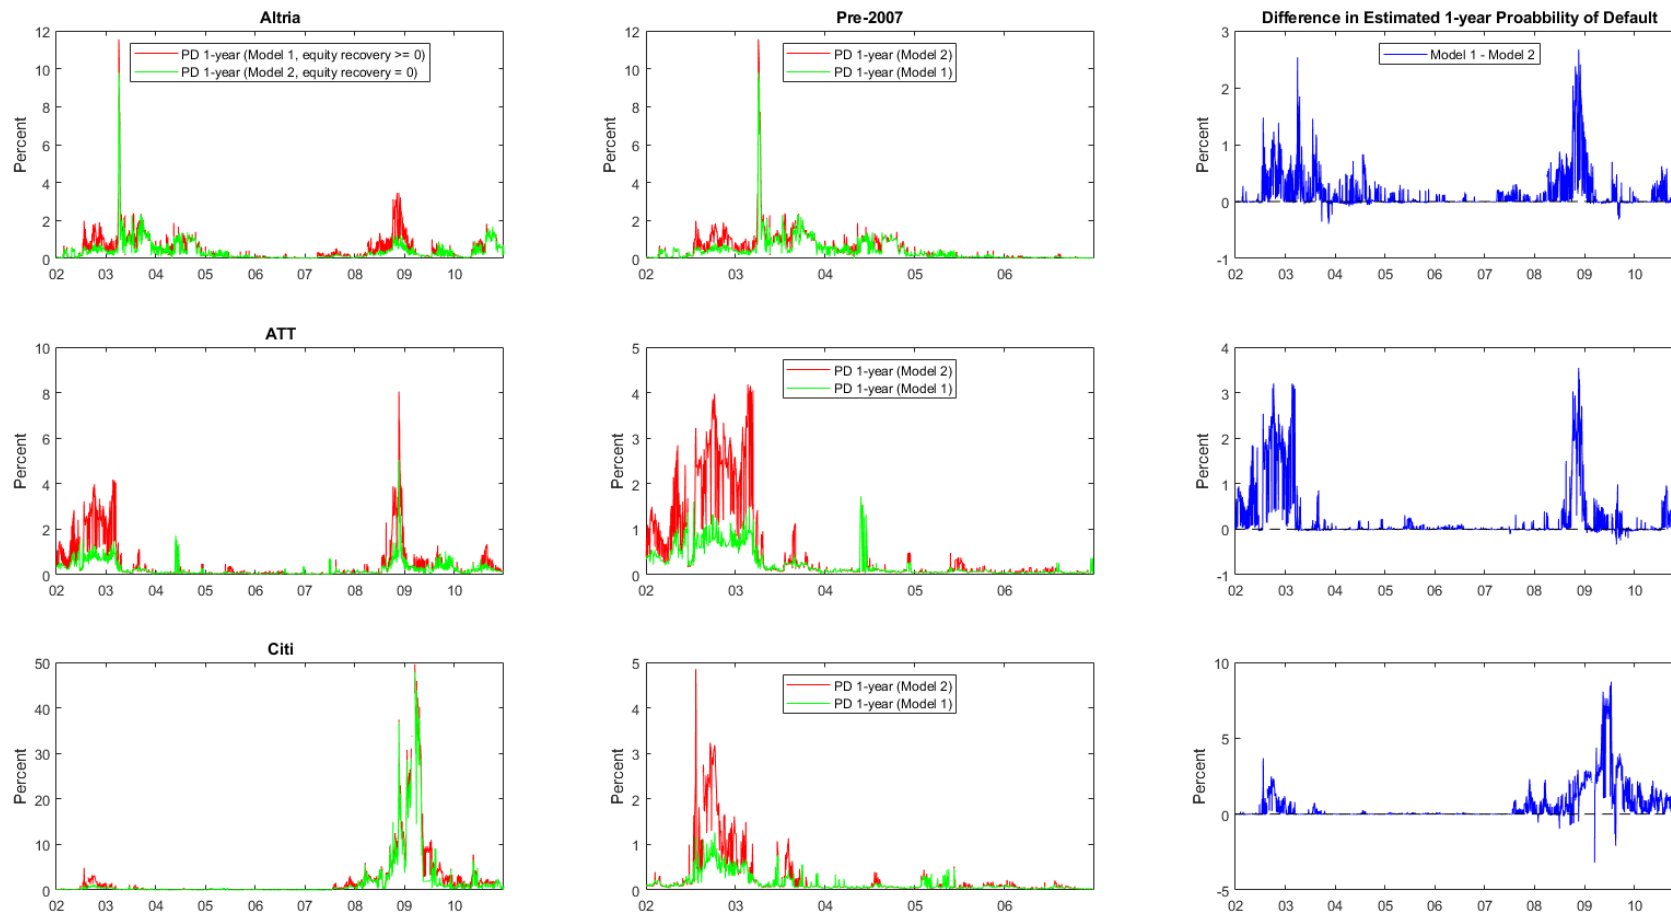 Altria
Percent
12
10
8
6
4
2
0
PD 1-year (Model 1, equity recovery >= 0)
PD 1-year (Model 2, equity recovery = 0)
02 03 04 05 06 07 08 09 10
Pre-2007
Percent
12
10
8
6
4
2
0
PD 1-year (Model 2)
PD 1-year (Model 1)
02 03 04 05 06
Difference in Estimated 1-year Proabbility of Default
Percent
3
2
1
0
-1
Model 1 - Model 2
02 03 04 05 06 07 08 09 10
ATT
Percent
10
8
6
4
2
0
02 03 04 05 06 07 08 09 10
Percent
5
4
3
2
1
0
PD 1-year (Model 2)
PD 1-year (Model 1)
02 03 04 05 06
Percent
4
3
2
1
0
-1
02 03 04 05 06 07 08 09 10
Citi
Percent
50
40
30
20
10
0
02 03 04 05 06 07 08 09 10
Percent
5
4
3
2
1
0
PD 1-year (Model 2)
PD 1-year (Model 1)
02 03 04 05 06
Percent
10
5
0
-5
02 03 04 05 06 07 08 09 10